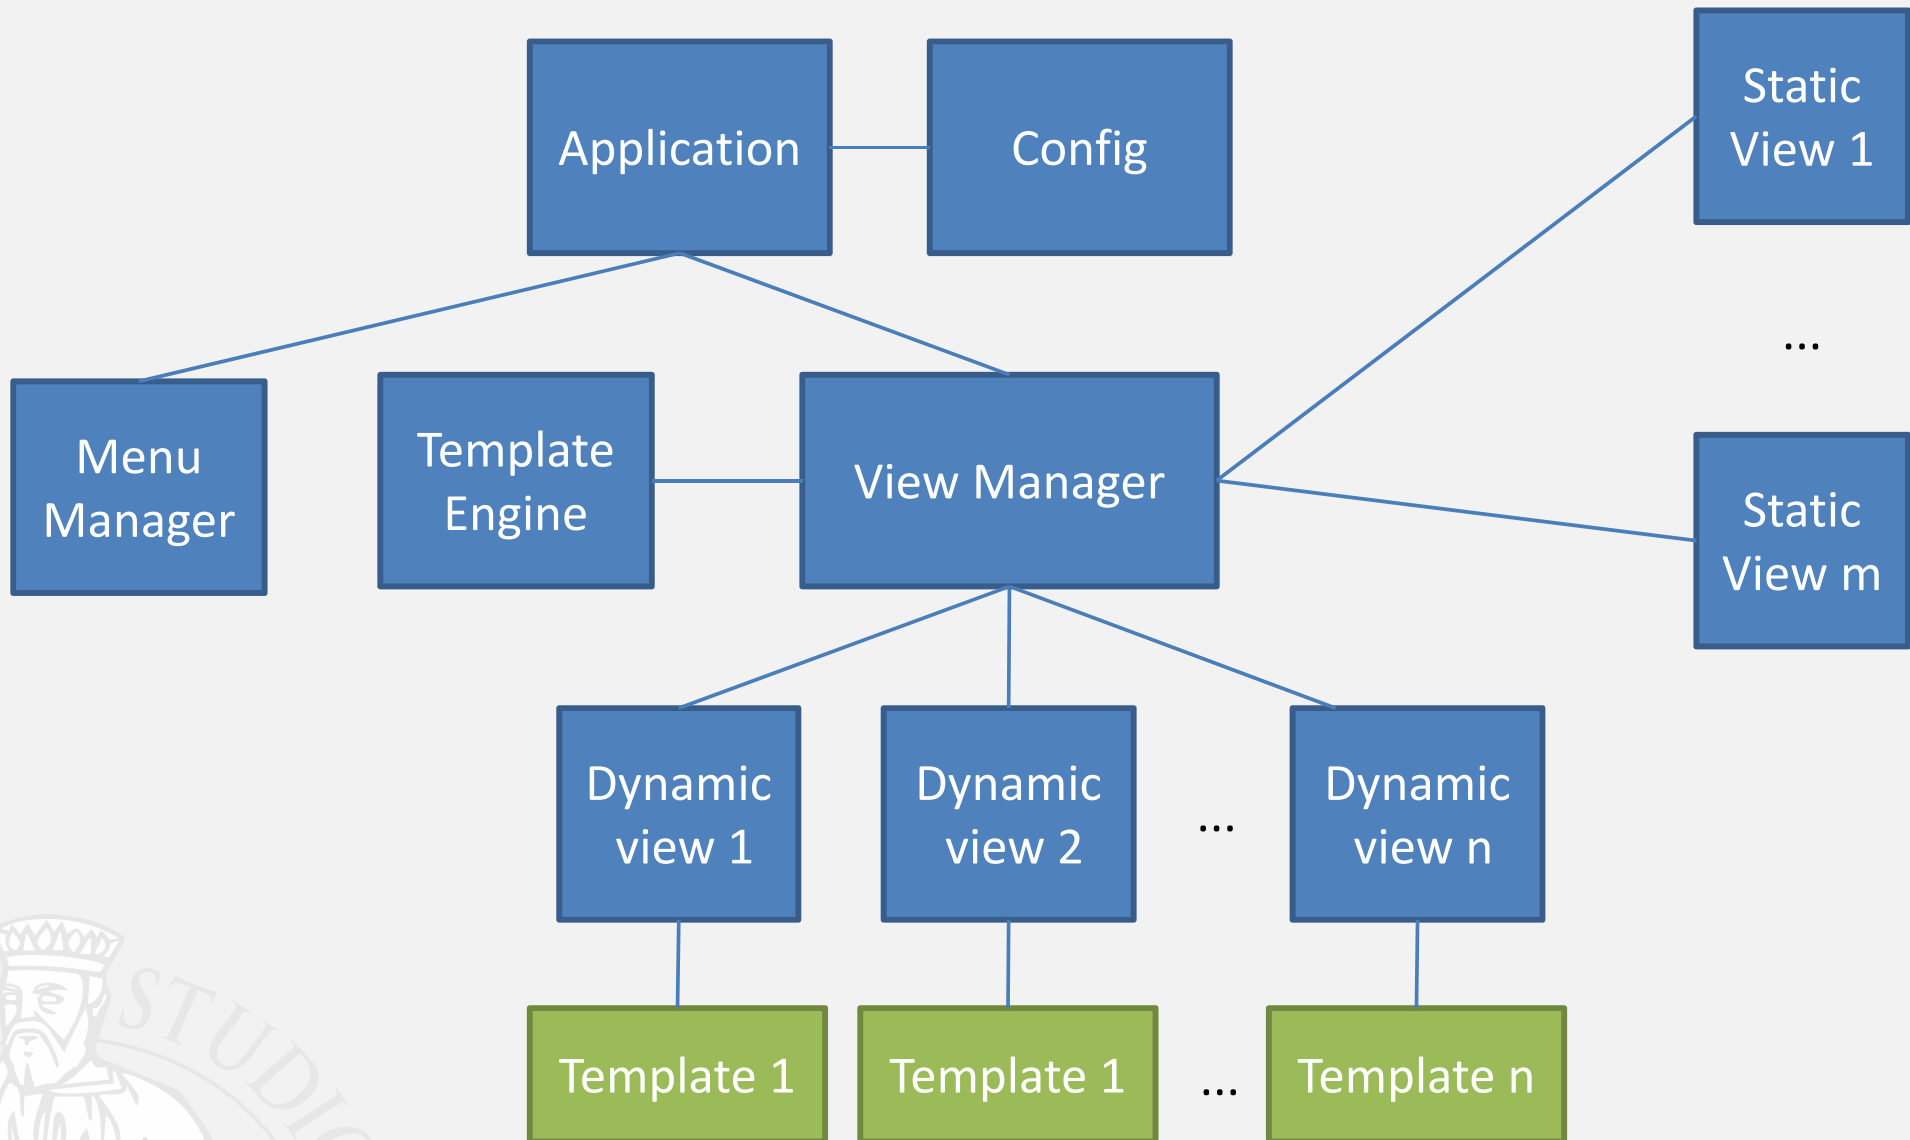 Application
Config
Static
View 1
...
Menu
Manager
Template
Engine
View Manager
Static
View m
Dynamic
view 1
Dynamic
view 2
...
Dynamic
view n
Template 1
Template 1
...
Template n
STUDIO